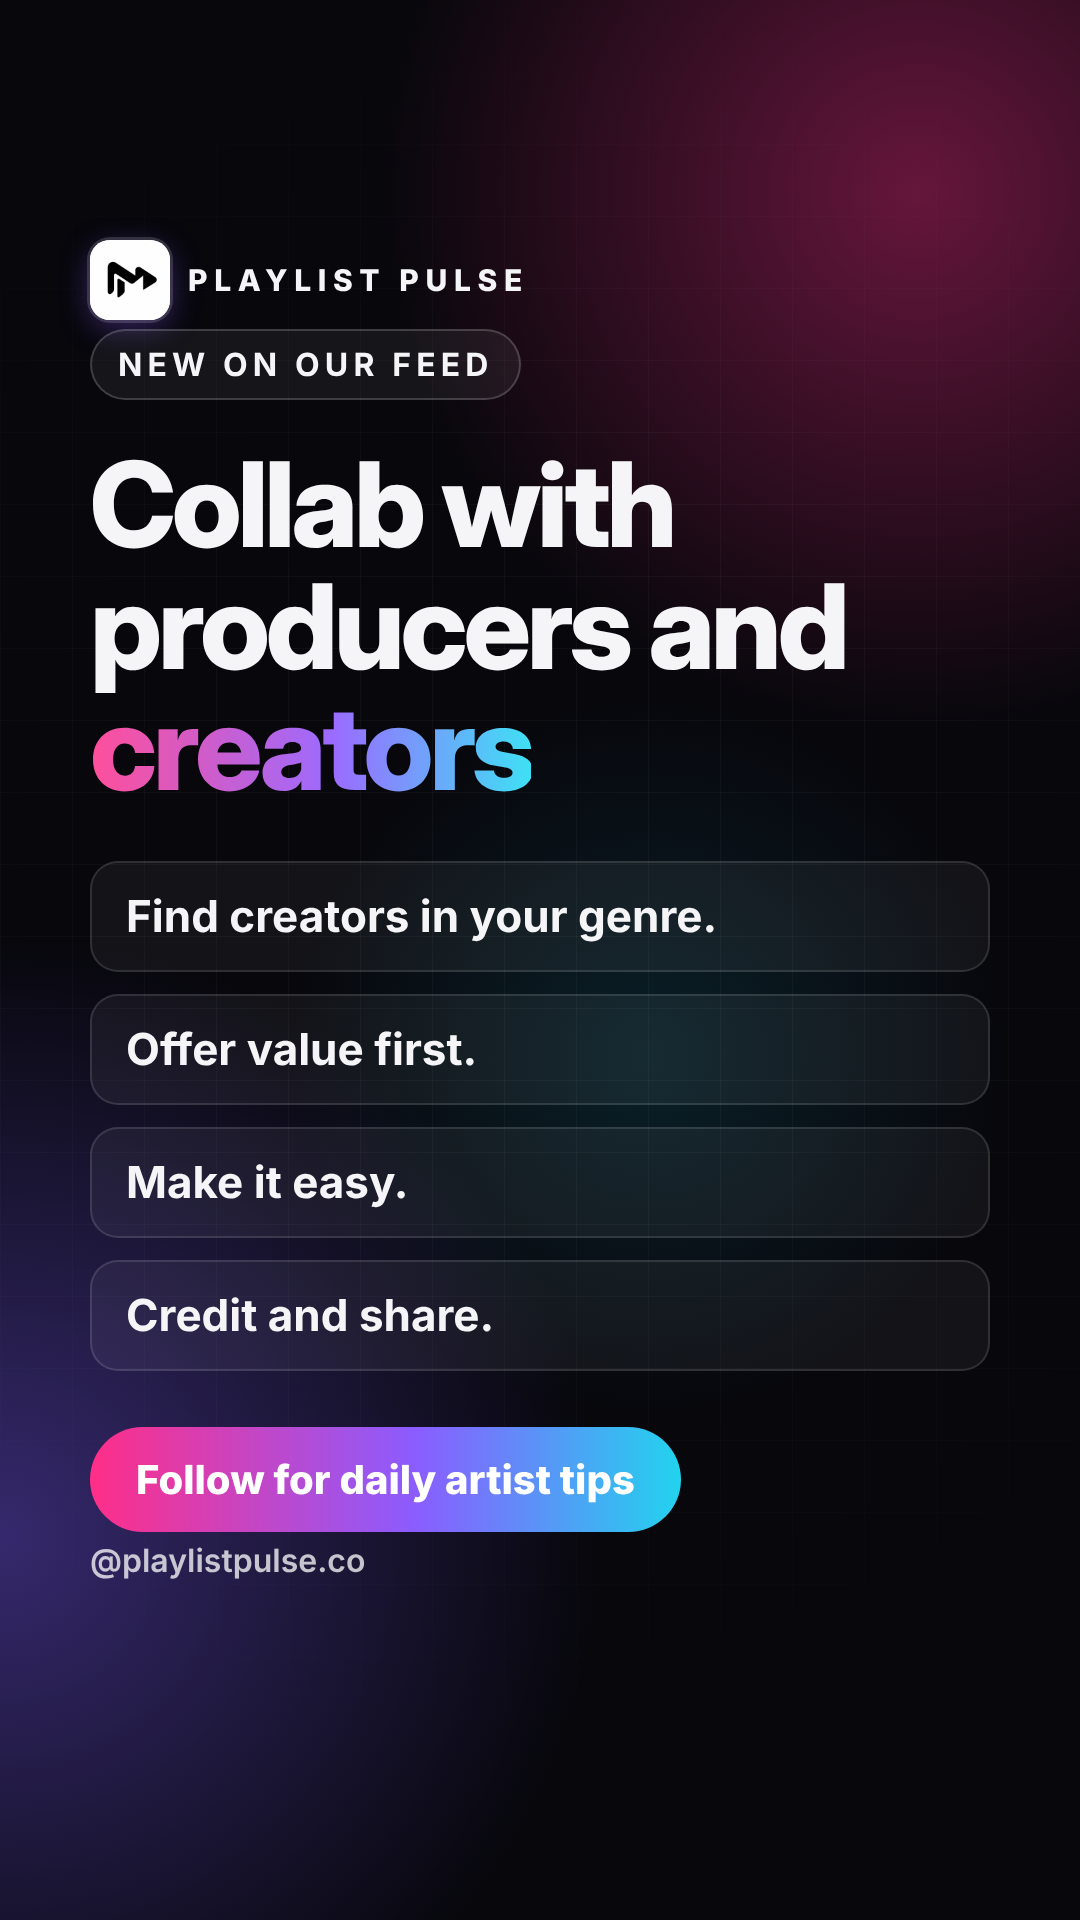 PLAYLIST PULSE
NEW ON OUR FEED
Collab with
producers and
creators
Find creators in your genre.
Offer value first.
Make it easy.
Credit and share.
Follow for daily artist tips
@playlistpulse.co